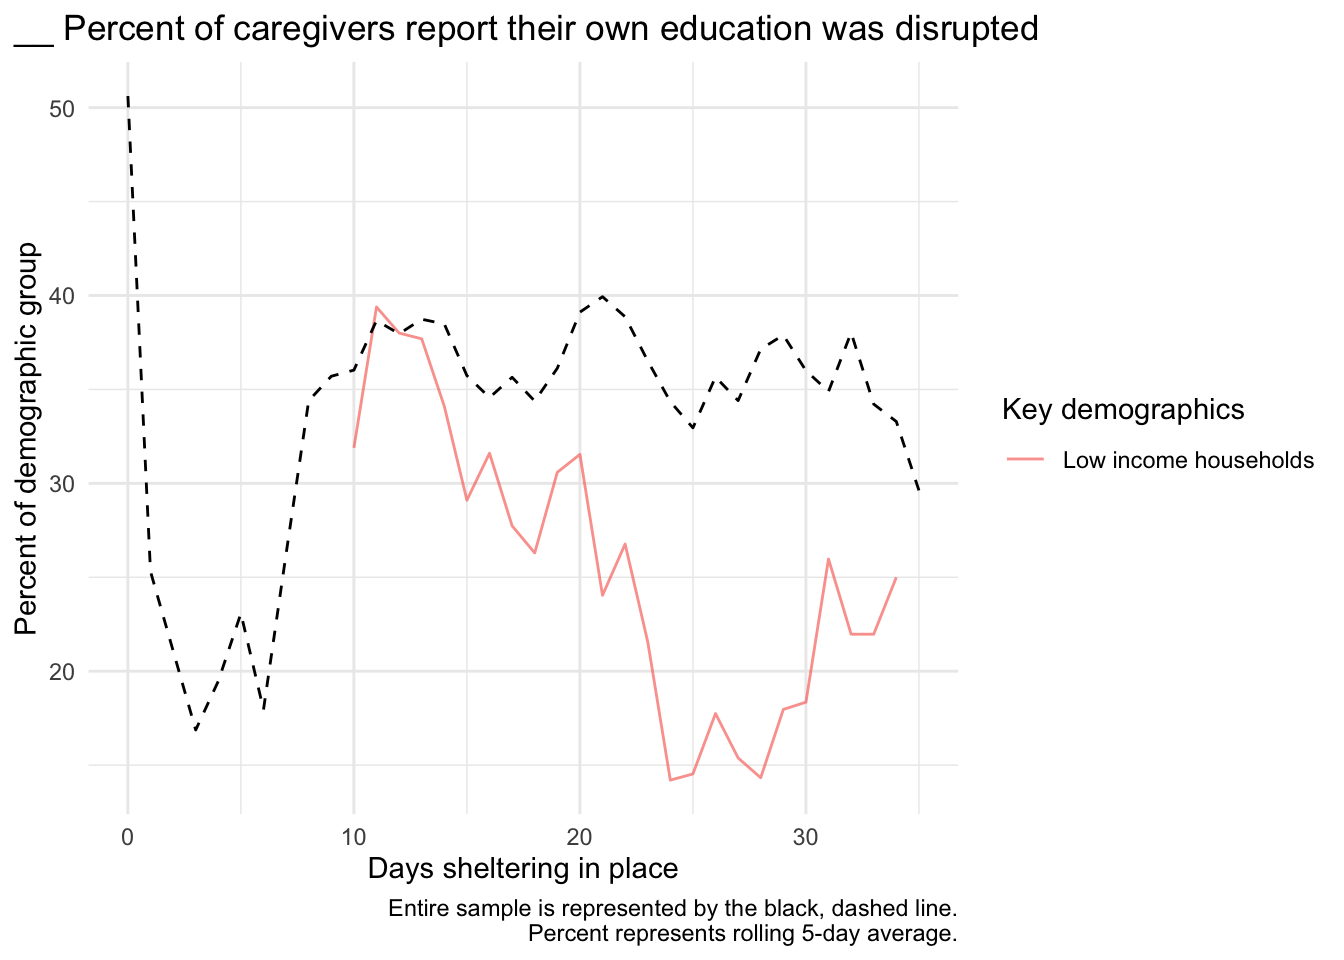 __ Percent of caregivers report their own education was disrupted
Percent of demographic group
50
40
30
20
0
10
20
30
Days sheltering in place
Key demographics
Low income households
Entire sample is represented by the black, dashed line.
Percent represents rolling 5-day average.